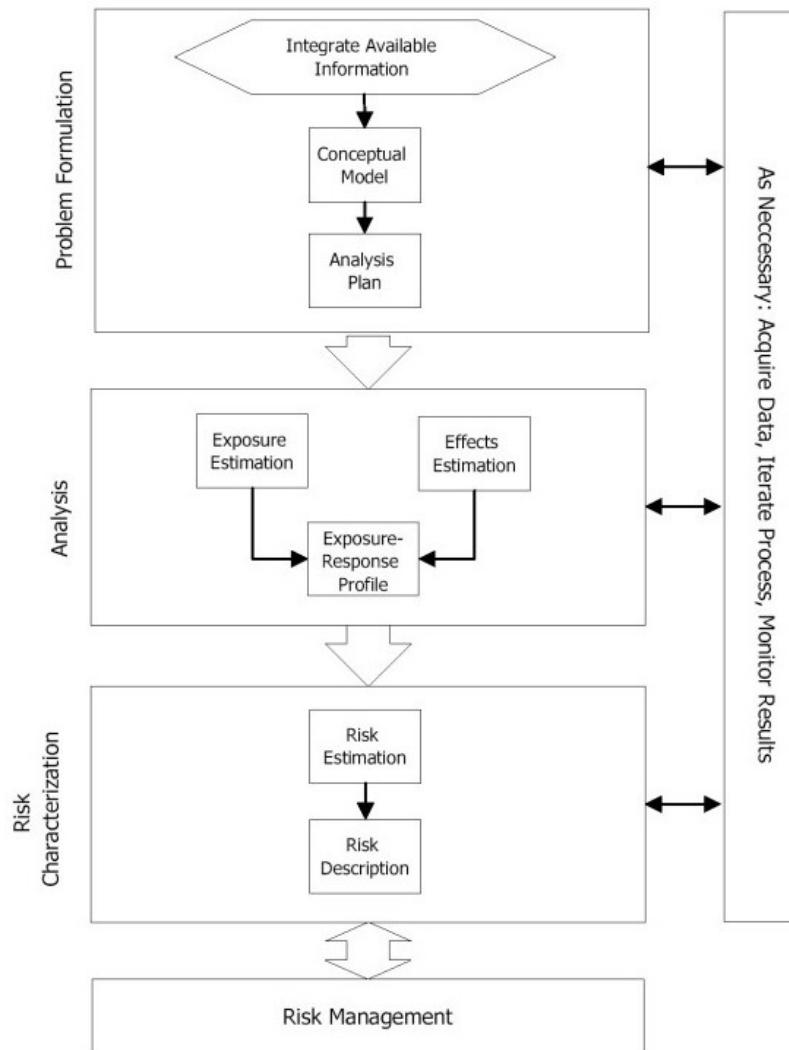 Problem Formulation
Integrate Available
Information
Conceptual
Model
Analysis
Plan
Analysis
Exposure
Estimation
Effects
Estimation
Exposure-
Response
Profile
Risk
Characterization
Risk
Estimation
Risk
Description
Risk Management
As Neccessary: Acquire Data, Iterate Process, Monitor Results